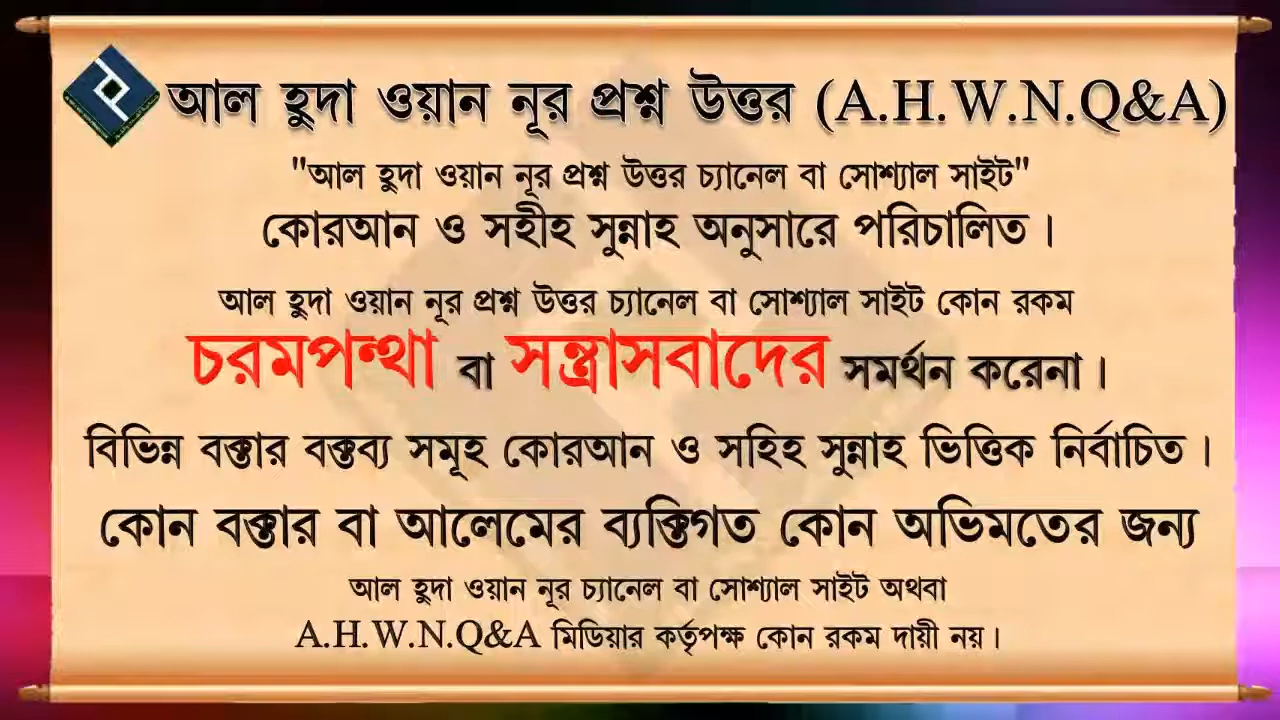 আল হুদা ওয়ান নূর প্রশ্ন উত্তর (A.H.W.N.Q&A)
"আল হুদা ওয়ান নূর প্রশ্ন উত্তর চ্যানেল বা সোশ্যাল সাইট"
কোরআন ও সহীহ সুন্নাহ অনুসারে পরিচালিত।
আল হুদা ওয়ান নূর প্রশ্ন উত্তর চ্যানেল বা সোশ্যাল সাইট কোন রকম
চরমপন্থা বা সন্ত্রাসবাদের সমর্থন করেনা।
বিভিন্ন বক্তার বক্তব্য সমূহ কোরআন ও সহিহ সুন্নাহ ভিত্তিক নির্বাচিত।
কোন বক্তার বা আলেমের ব্যক্তিগত কোন অভিমতের জন্য
আল হুদা ওয়ান নূর চ্যানেল বা সোশ্যাল সাইট অথবা
A.H.W.N.Q&A মিডিয়ার কর্তৃপক্ষ কোন রকম দায়ী নয়।